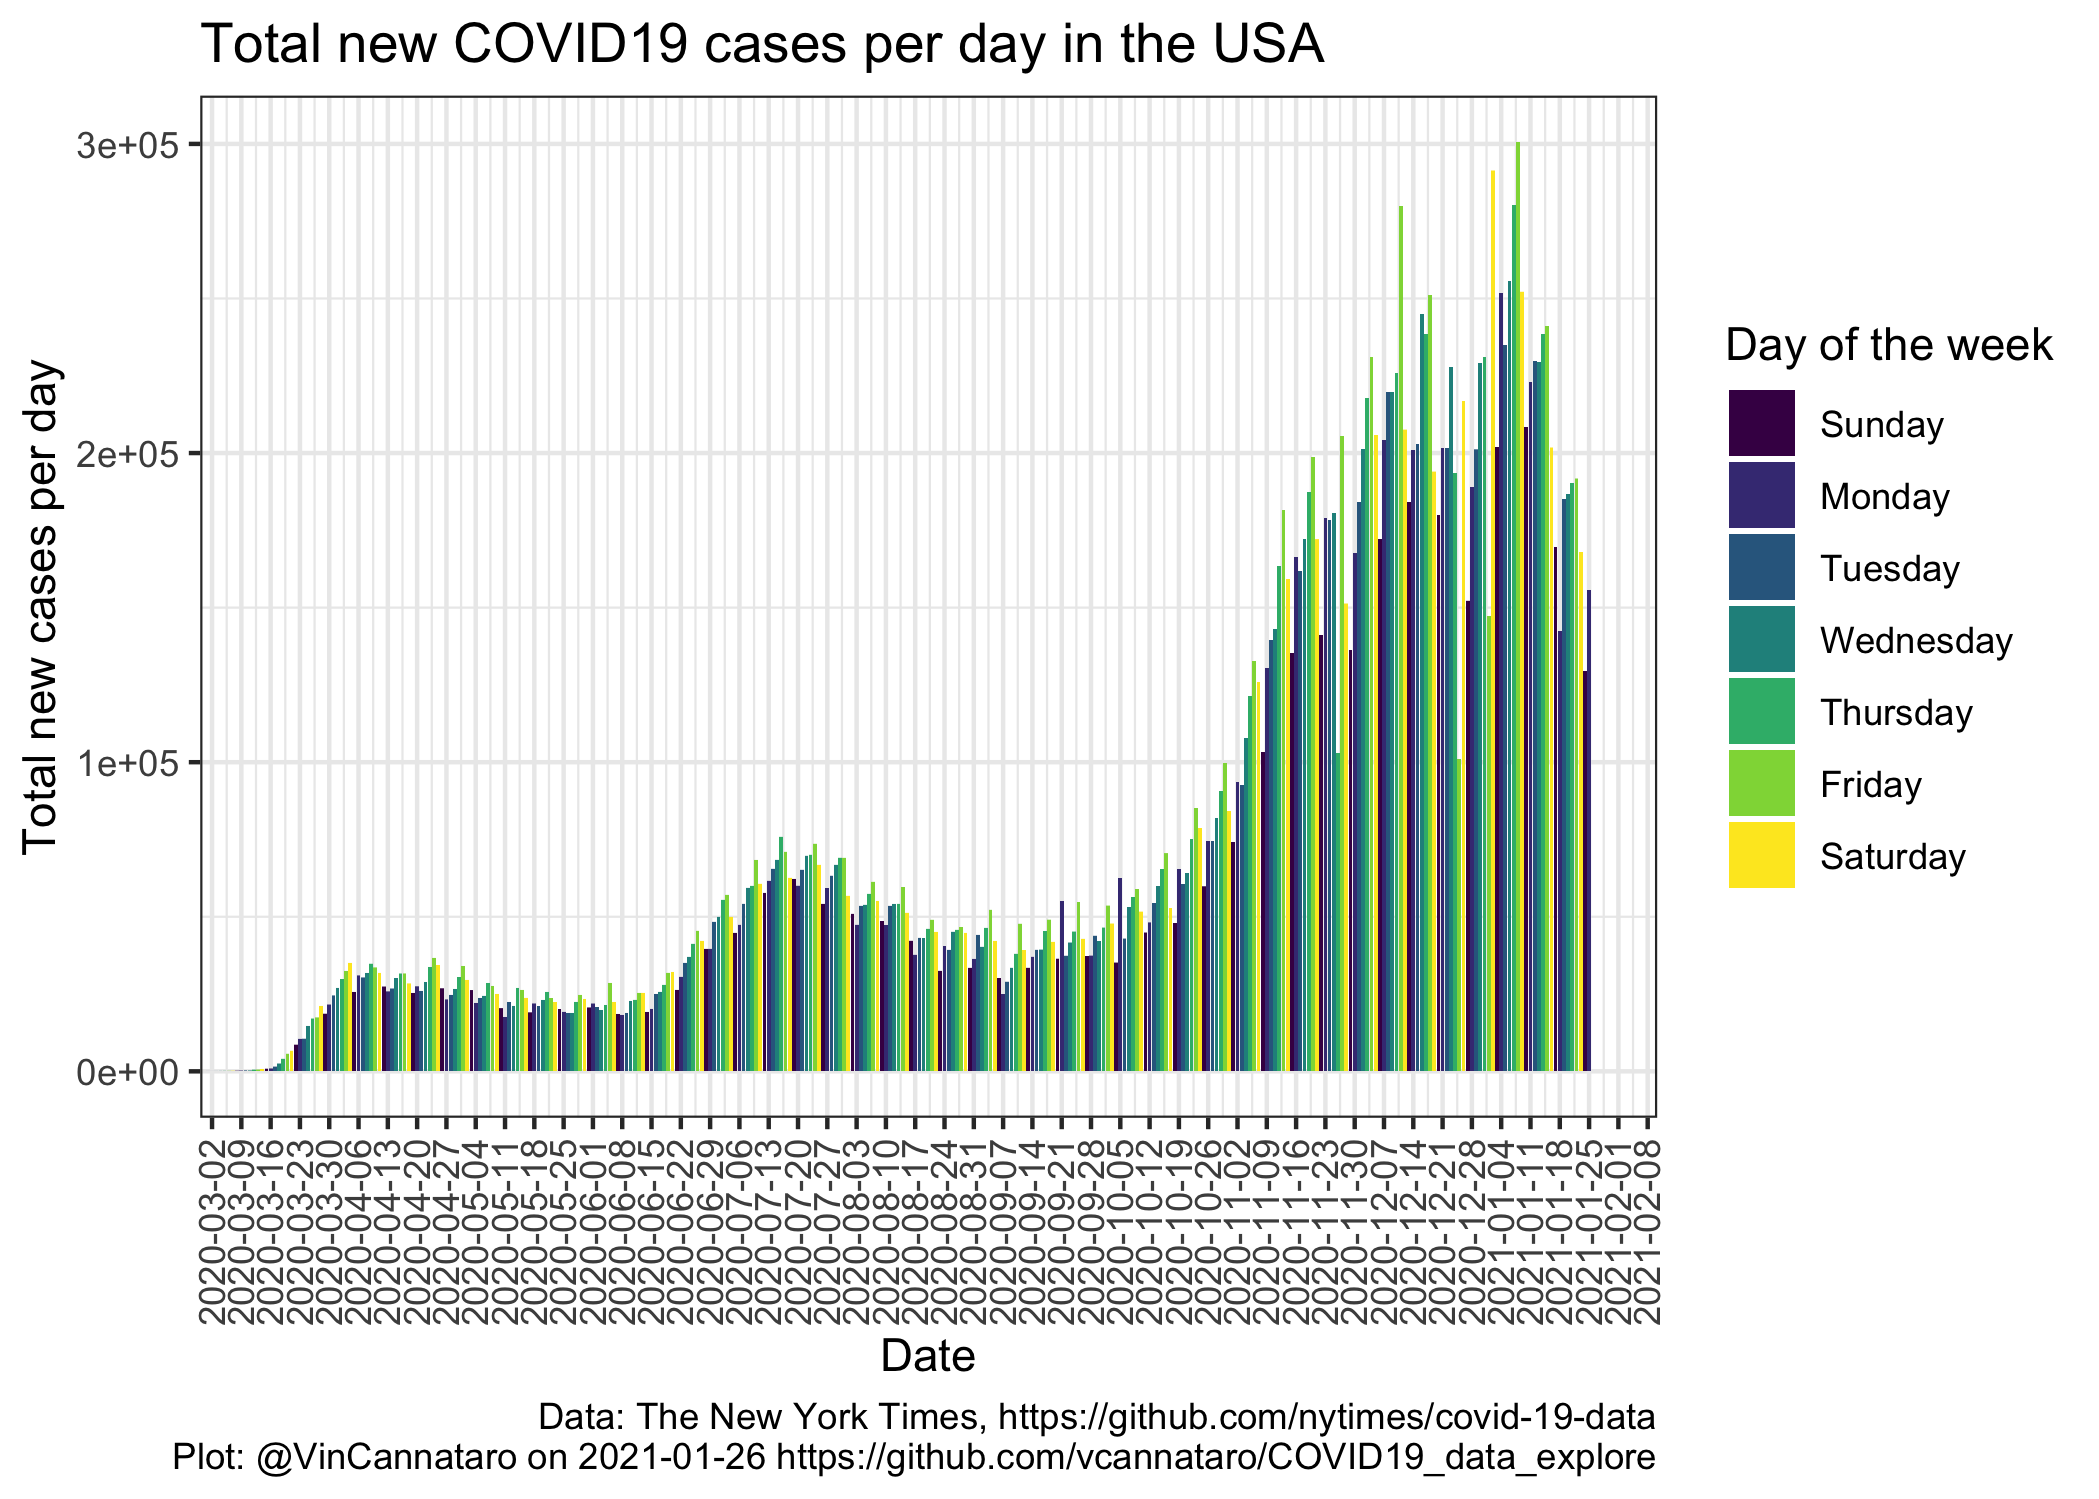 Total new COVID19 cases per day in the USA
Total new cases per day
3e+05
2e+05
1e+05
0e+00
2020-03-02
2020-03-09
2020-03-16
2020-03-23
2020-03-30
2020-04-06
2020-04-13
2020-04-20
2020-04-27
2020-05-04
2020-05-11
2020-05-18
2020-05-25
2020-06-01
2020-06-08
2020-06-15
2020-06-22
2020-06-29
2020-07-06
2020-07-13
2020-07-20
2020-07-27
2020-08-03
2020-08-10
2020-08-17
2020-08-24
2020-08-31
2020-09-07
2020-09-14
2020-09-21
2020-09-28
2020-10-05
2020-10-12
2020-10-19
2020-10-26
2020-11-02
2020-11-09
2020-11-16
2020-11-23
2020-11-30
2020-12-07
2020-12-14
2020-12-21
2020-12-28
2021-01-04
2021-01-11
2021-01-18
2021-01-25
2021-02-01
2021-02-08
Date
Day of the week
Sunday
Monday
Tuesday
Wednesday
Thursday
Friday
Saturday
Data: The New York Times, https://github.com/nytimes/covid-19-data
Plot: @VinCannataro on 2021-01-26 https://github.com/vcannataro/COVID19_data_explore